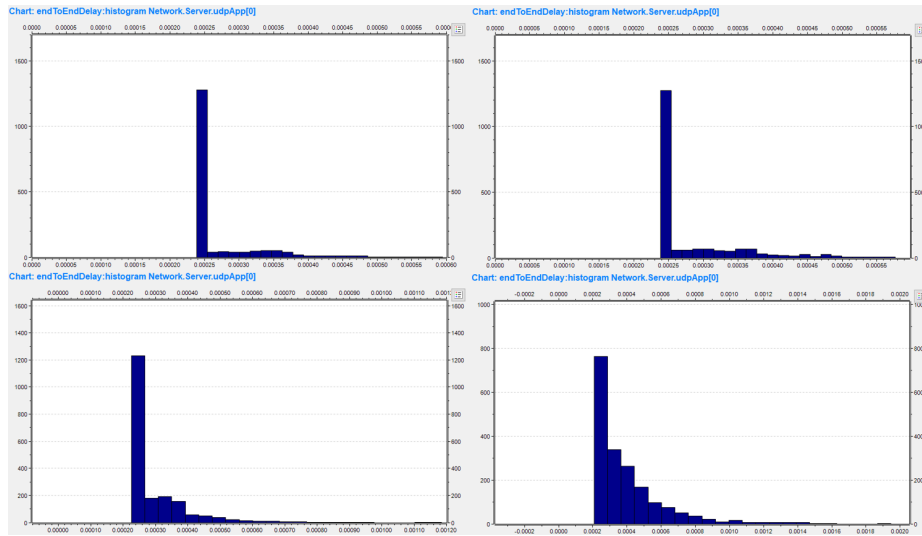 Chart: endToEndDelay:histogram Network.Server.udpApp[0]
0.0000 0.00005 0.00010 0.00015 0.00020 0.00025 0.00030 0.00035 0.00040 0.00045 0.00050 0.00055
1500 1500
1000 1000
500 500
0 0
0.0000 0.00005 0.00010 0.00015 0.00020 0.00025 0.00030 0.00035 0.00040 0.00045 0.00050 0.00055 0.00060
Chart: endToEndDelay:histogram Network.Server.udpApp[0]
0.0000 0.00005 0.00010 0.00015 0.00020 0.00025 0.00030 0.00035 0.00040 0.00045 0.00050 0.00055
1500
1000
500
0 0
0.0000 0.00005 0.00010 0.00015 0.00020 0.00025 0.00030 0.00035 0.00040 0.00045 0.00050 0.00055
Chart: endToEndDelay:histogram Network.Server.udpApp[0]
0.00000 0.00010 0.00020 0.00030 0.00040 0.00050 0.00060 0.00070 0.00080 0.00090 0.00100 0.00110
1600 1600
1400 1400
1200 1200
1000 1000
800 800
600 600
400 400
200 200
0 0
0.00000 0.00010 0.00020 0.00030 0.00040 0.00050 0.00060 0.00070 0.00080 0.00090 0.00100 0.00110 0.00120
Chart: endToEndDelay:histogram Network.Server.udpApp[0]
-0.0002 0.0000 0.0002 0.0004 0.0006 0.0008 0.0010 0.0012 0.0014 0.0016 0.0018 0.0020
1000
800 800
600 600
400 400
200 200
0 0
-0.0002 0.0000 0.0002 0.0004 0.0006 0.0008 0.0010 0.0012 0.0014 0.0016 0.0018 0.0020